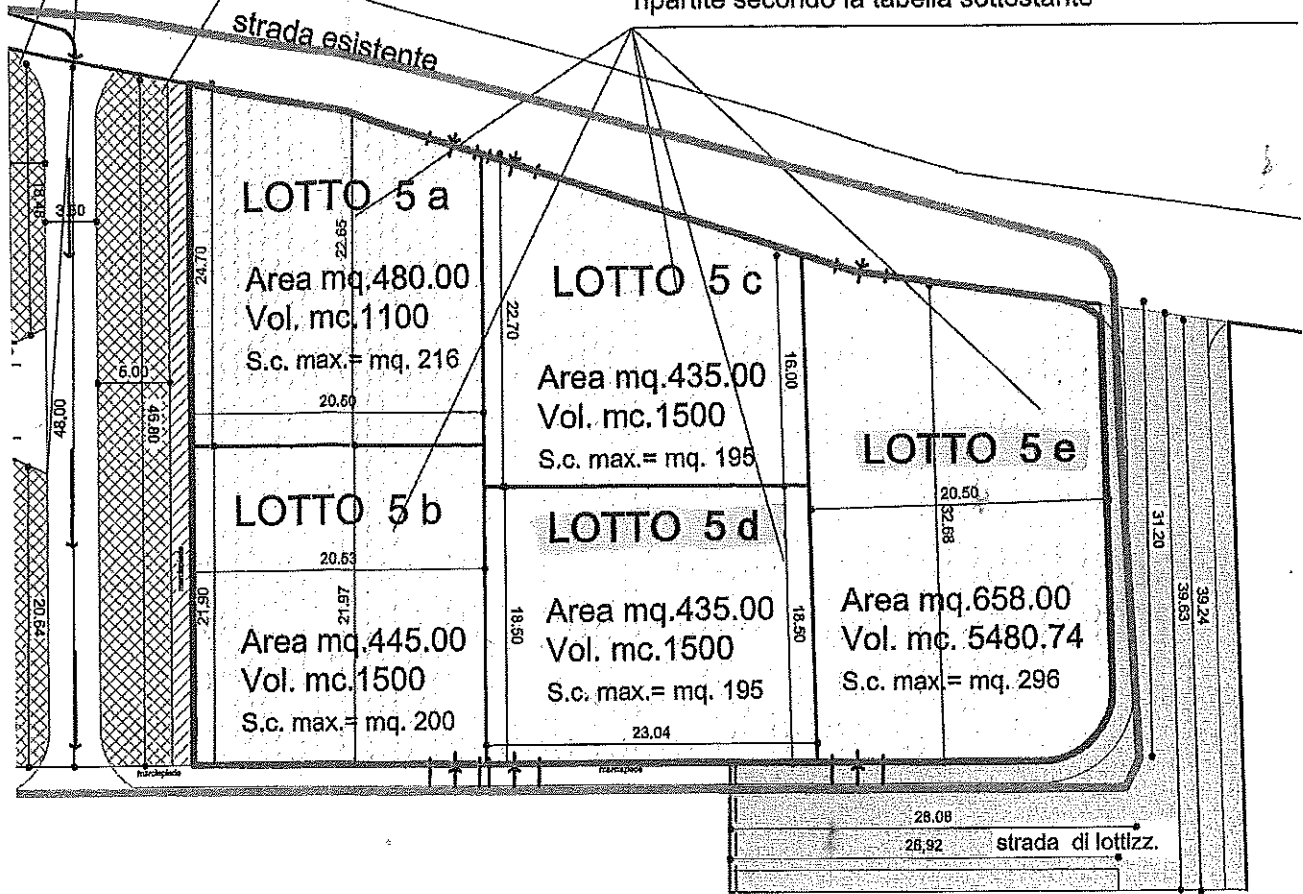 ripartite secondo la tabella sottostante
strada esistente
LOTTO 5 a
Area mq.480.00
Vol. mc.1100
S.c. max.= mq. 216
22.65
24.70
20.50
LOTTO 5 b
20.53
21.97
21.90
Area mq.445.00
Vol. mc.1500
S.c. max.= mq. 200
LOTTO 5 c
22.70
16.00
Area mq.435.00
Vol. mc.1500
S.c. max.= mq. 195
LOTTO 5 d
Area mq.435.00
Vol. mc.1500
S.c. max.= mq. 195
18.50
23.04
LOTTO 5 e
20.50
32.68
Area mq.658.00
Vol. mc. 5480.74
S.c. max.= mq. 296
48,00
5.00
46.80
20.64
marciapiede
31.20
39.63
39.24
28.08
26,92
strada di lottizz.